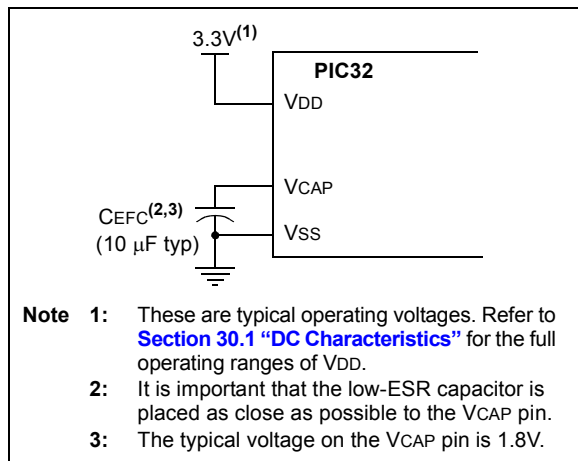 3.3V(1)
PIC32
VDD
VCAP
CEFC(2,3)
(10 μF typ)
VSS
Note 1: These are typical operating voltages. Refer to
Section 30.1 “DC Characteristics” for the full
operating ranges of VDD.
2: It is important that the low-ESR capacitor is
placed as close as possible to the VCAP pin.
3: The typical voltage on the VCAP pin is 1.8V.